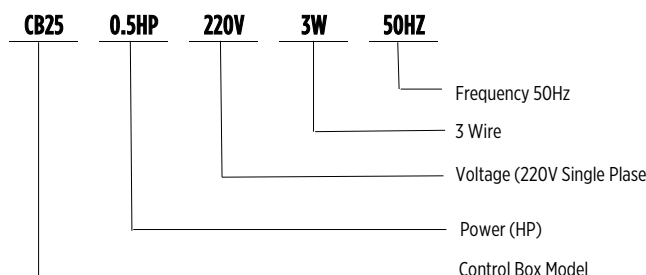 CB25 0.5HP 220V 3W 50HZ
Frequency 50Hz
3 Wire
Voltage (220V Single Plase
Power (HP)
Control Box Model